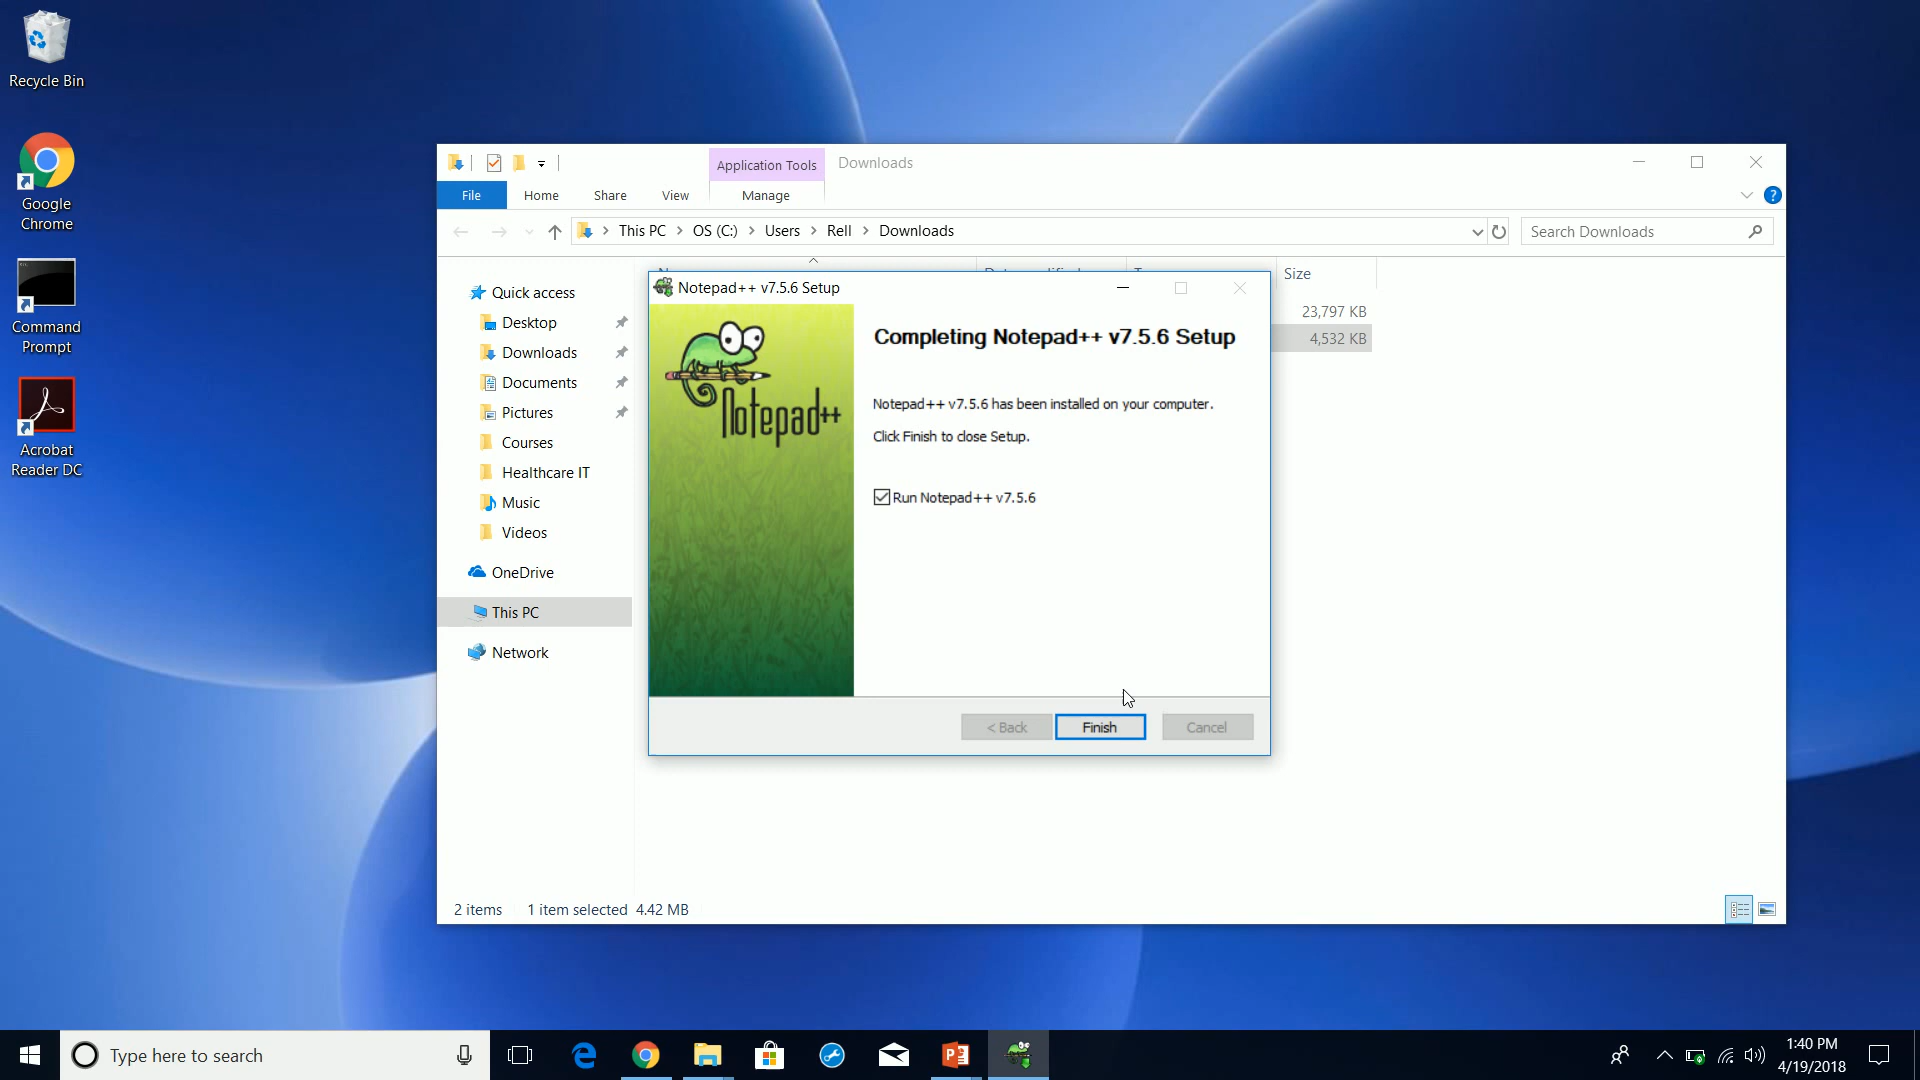 Recycle Bin
Google
Chrome
Command
Prompt
Acrobat
Reader DC
Application Tools
Downloads
File
Home
Share
View
Manage
This PC
OS (C:)
Users
Rell
Downloads
Search Downloads
Size
23,797 KB
4,532 KB
Quick access
Desktop
Downloads
Documents
Pictures
Courses
Healthcare IT
Music
Videos
OneDrive
This PC
Network
Notepad++ v7.5.6 Setup
Notepad++
Completing Notepad++ v7.5.6 Setup
Notepad++ v7.5.6 has been installed on your computer.
Click Finish to close Setup.
Run Notepad++ v7.5.6
< Back
Finish
Cancel
2 items
1 item selected 4.42 MB
Type here to search
1:40 PM
4/19/2018